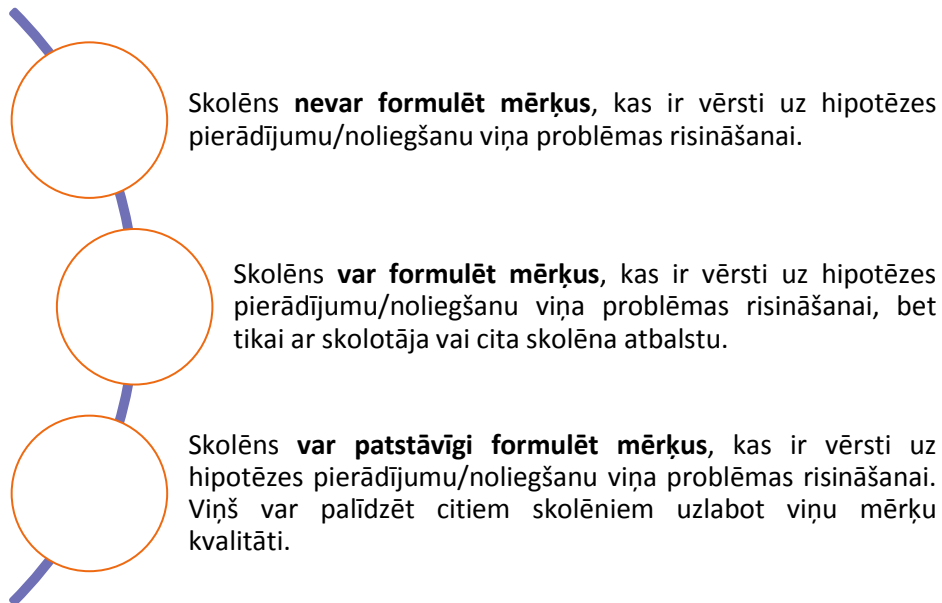 Skolēns nevar formulēt mērķus, kas ir vērsti uz hipotēzes
pierādījumu/noliegšanu viņa problēmas risināšanai.
Skolēns var formulēt mērķus, kas ir vērsti uz hipotēzes
pierādījumu/noliegšanu viņa problēmas risināšanai, bet
tikai ar skolotāja vai cita skolēna atbalstu.
Skolēns var patstāvīgi formulēt mērķus, kas ir vērsti uz
hipotēzes pierādījumu/noliegšanu viņa problēmas risināšanai.
Viņš var palīdzēt citiem skolēniem uzlabot viņu mērķu
kvalitāti.